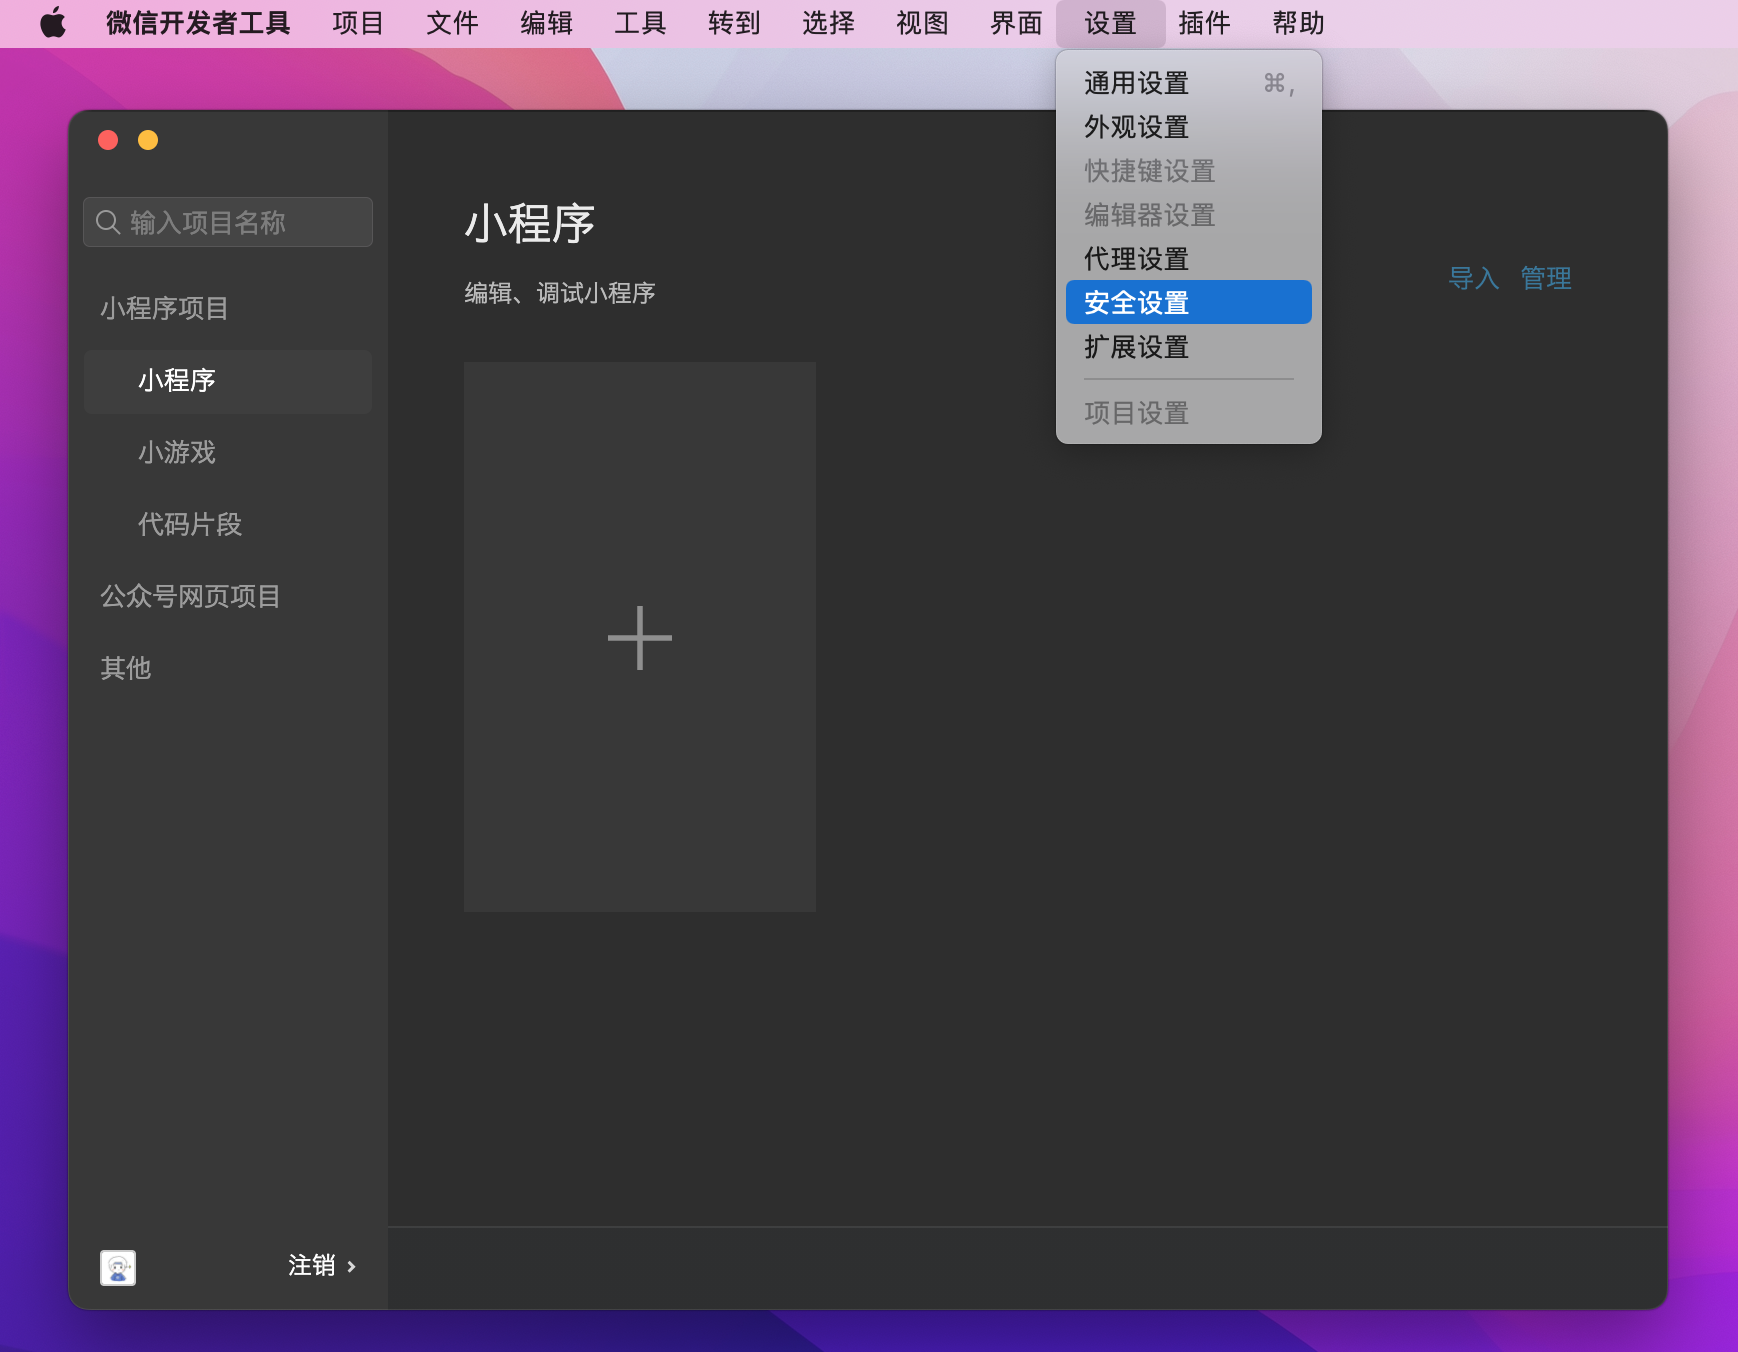 微信开发者工具 项目 文件 编辑 工具 转到 选择 视图 界面 设置 插件 帮助
通用设置 ⌘,
外观设置
快捷键设置
编辑器设置
代理设置
安全设置
扩展设置
项目设置
输入项目名称
小程序项目
小程序
小游戏
代码片段
公众号网页项目
其他
注销 ›
小程序
编辑、调试小程序
导入 管理